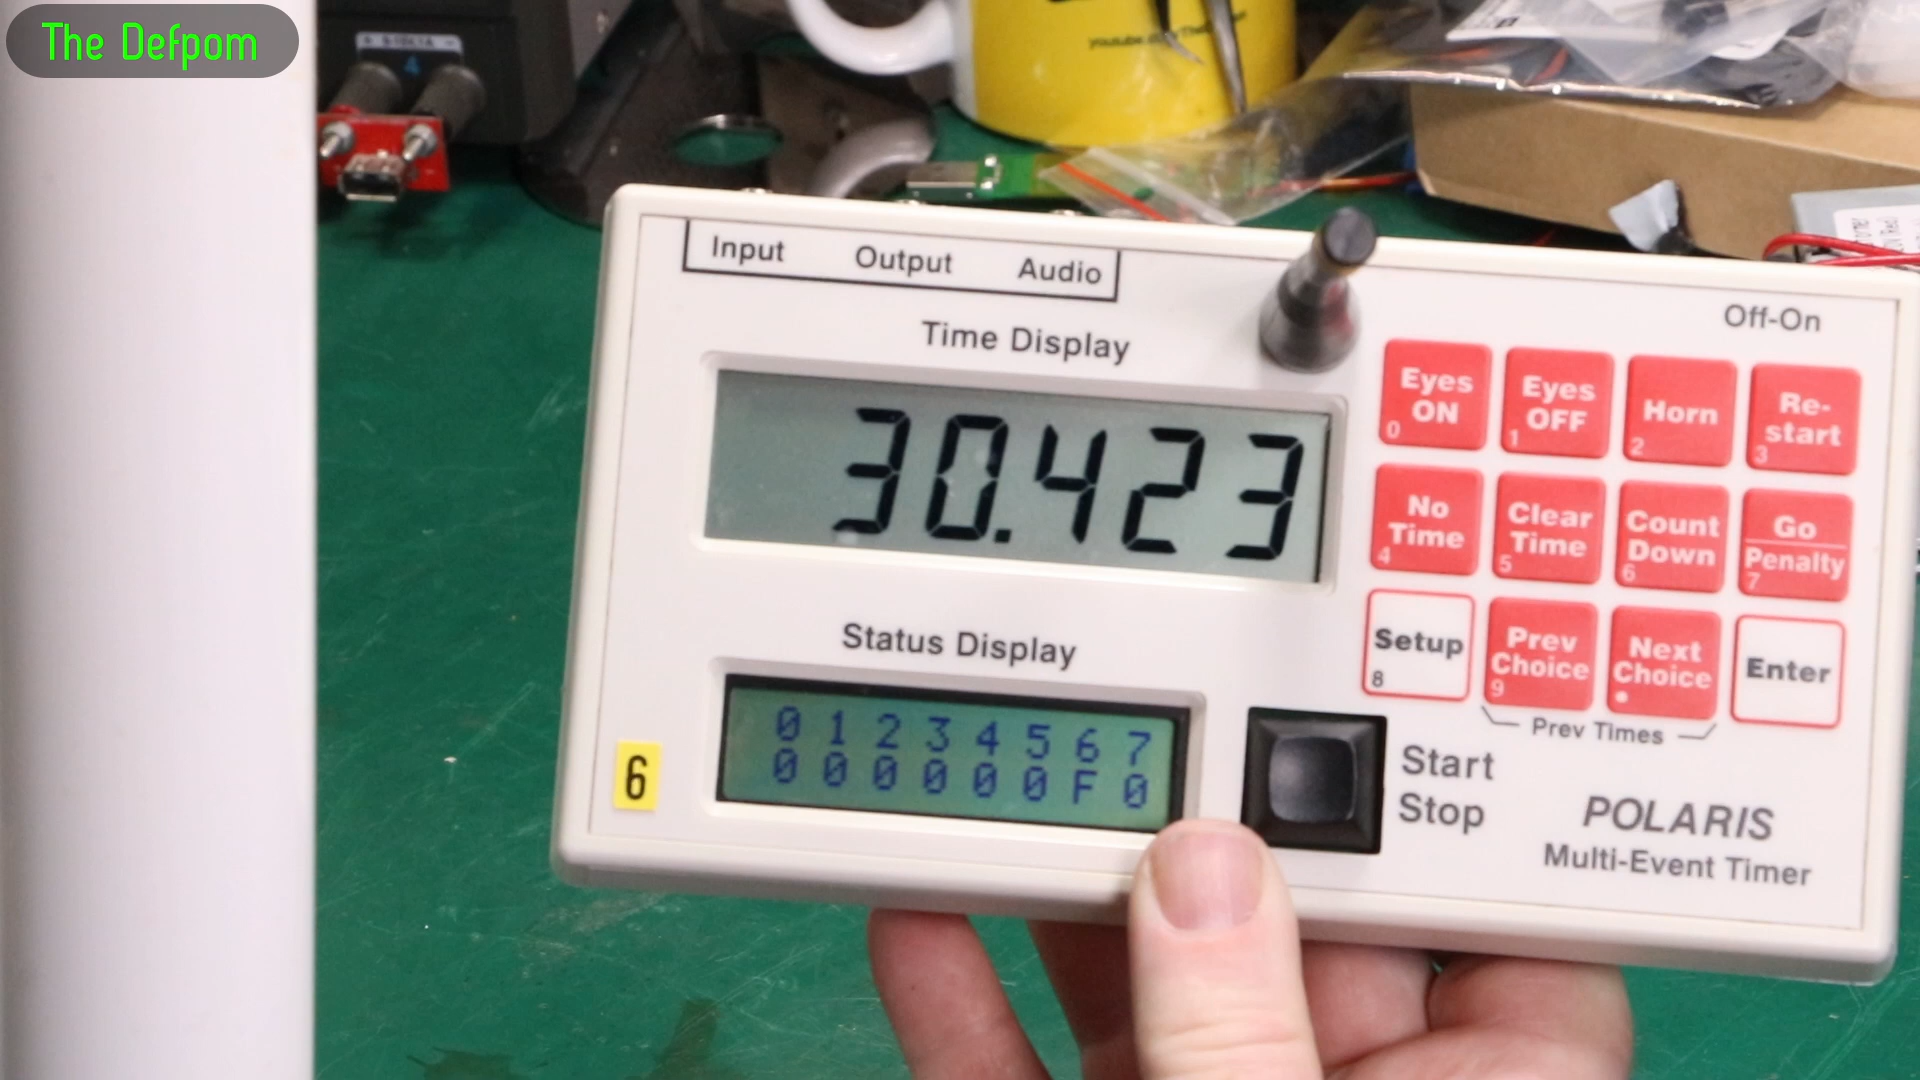 The Defpom
4
youtube
Input Output Audio
Off-On
Time Display
30.423
Eyes ON 0
Eyes OFF 1
Horn 2
Re-start 3
No Time 4
Clear Time 5
Count Down 6
Go Penalty 7
Setup 8
Prev Choice 9
Next Choice •
Enter
Prev Times
Status Display
0 1 2 3 4 5 6 7
0 0 0 0 0 0 F 0
6
Start
Stop
POLARIS
Multi-Event Timer